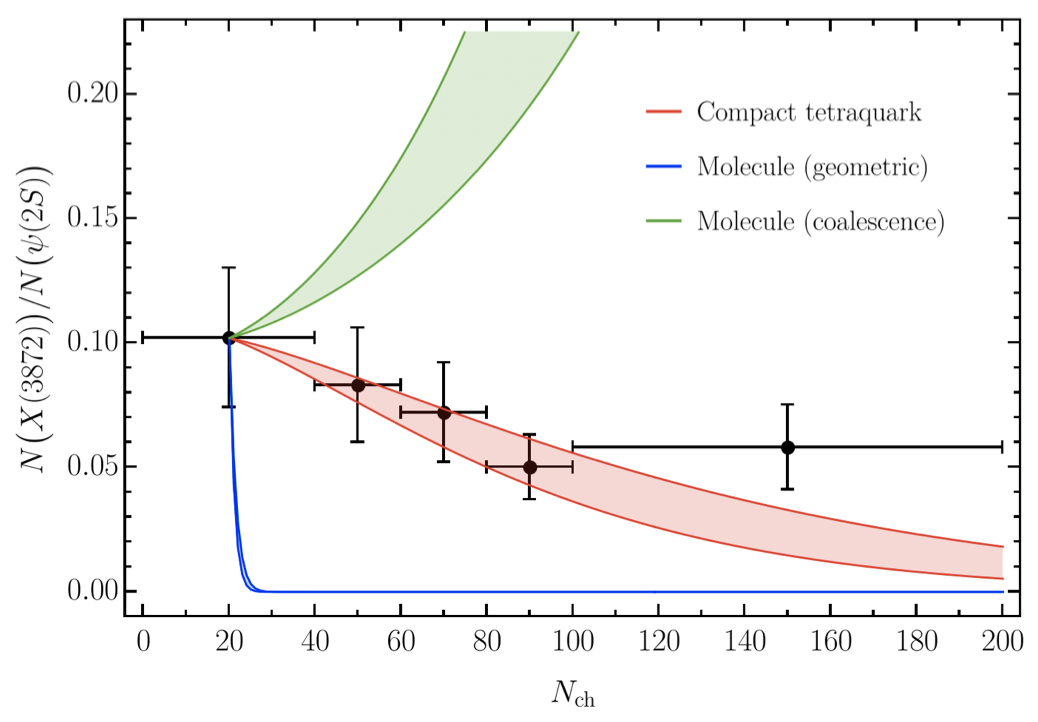 0.20
0.15
0.10
0.05
0.00
N(X(3872))/N(ψ(2S))
Compact tetraquark
Molecule (geometric)
Molecule (coalescence)
0 20 40 60 80 100 120 140 160 180 200
N_ch